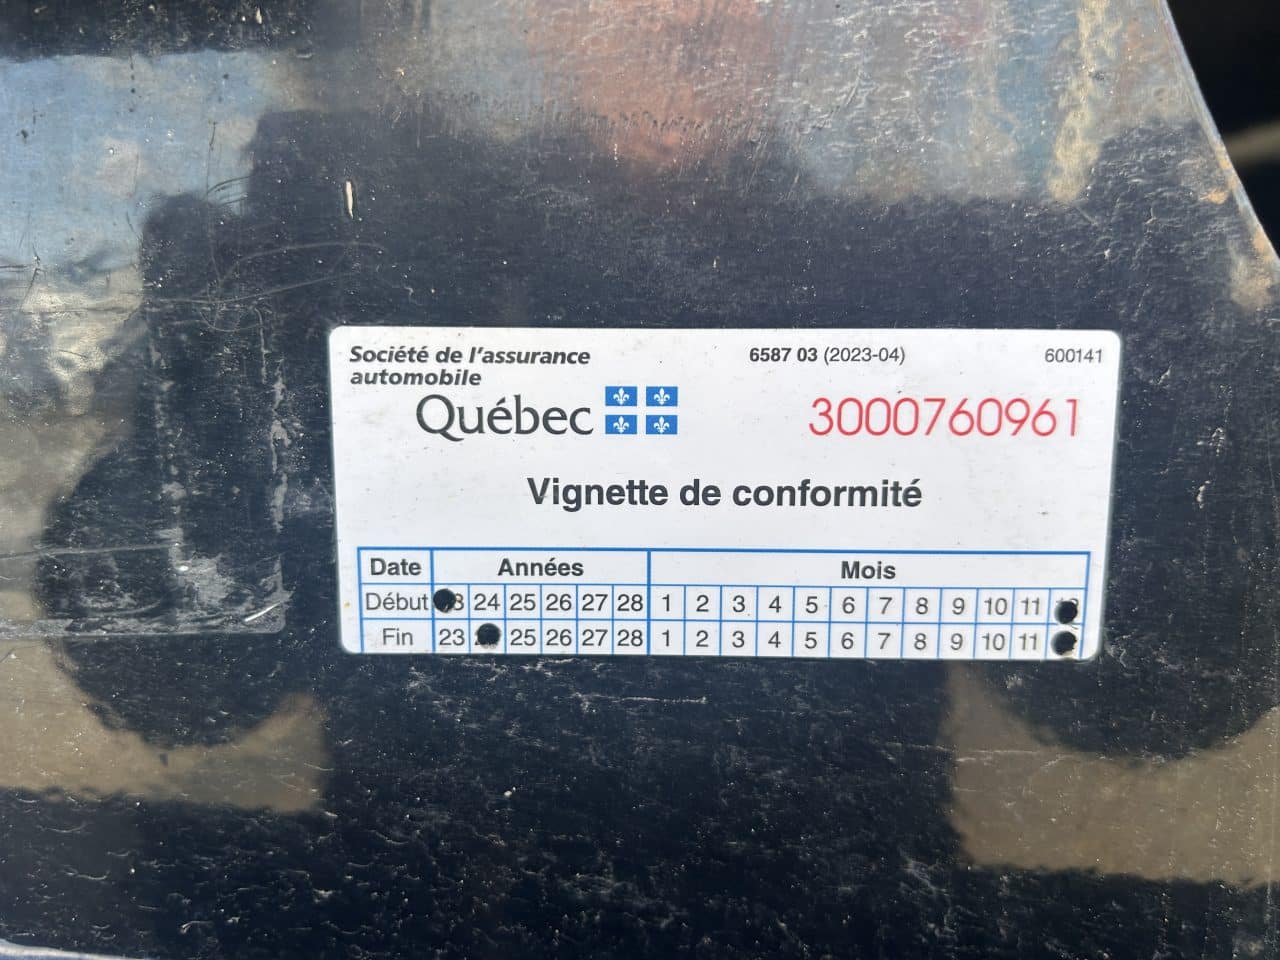 Société de l'assurance
automobile
6587 03 (2023-04)
600141
Québec
3000760961
Vignette de conformité
Date Années Mois
Début 24 25 26 27 28 1 2 3 4 5 6 7 8 9 10 11
Fin 23 25 26 27 28 1 2 3 4 5 6 7 8 9 10 11